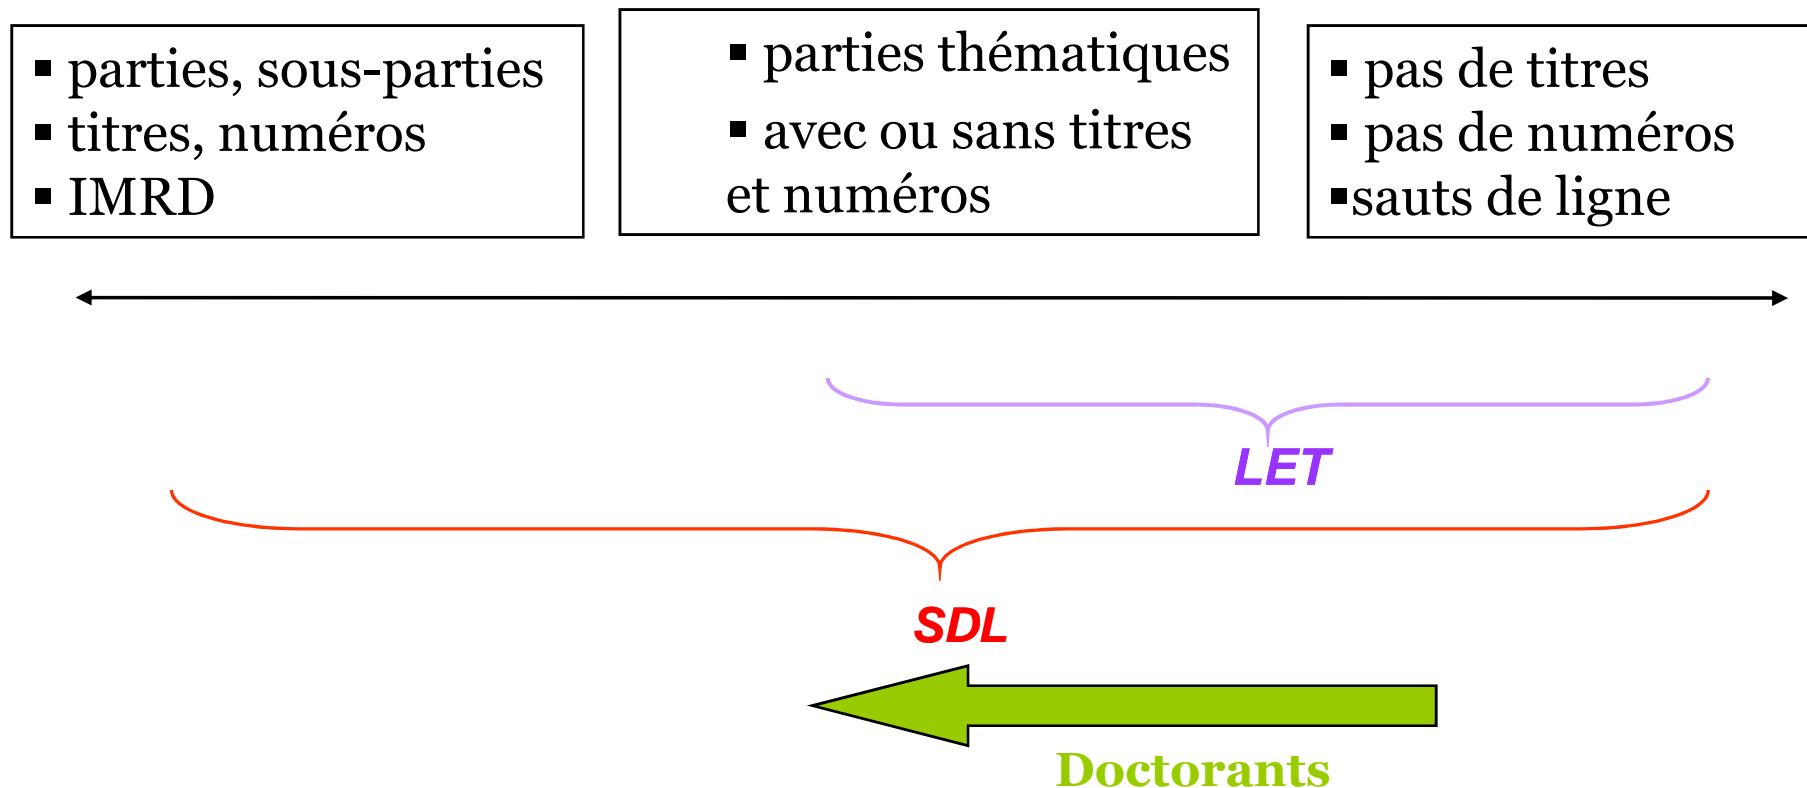 ▪ parties, sous-parties
▪ titres, numéros
▪ IMRD
▪ parties thématiques
▪ avec ou sans titres
et numéros
▪ pas de titres
▪ pas de numéros
▪sauts de ligne
LET
SDL
Doctorants